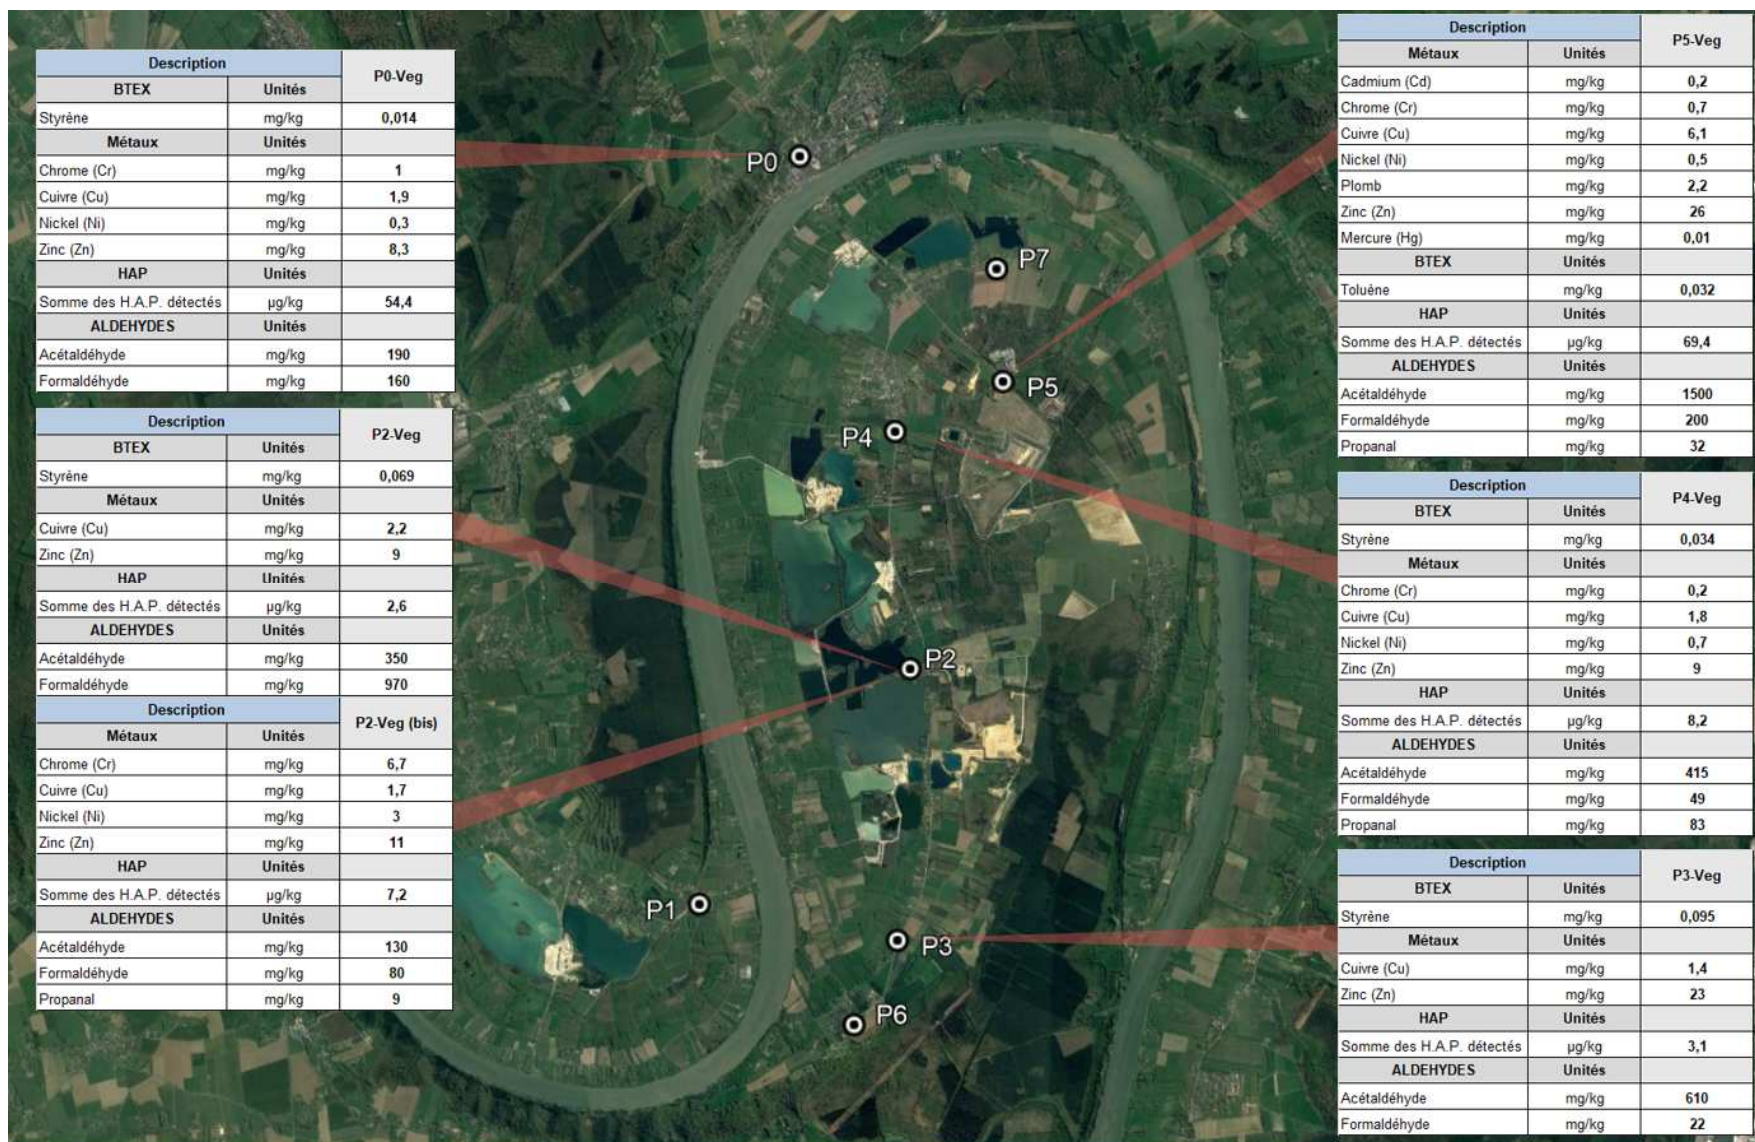 Description P0-Veg
BTEX Unités
Styrène mg/kg 0,014
Métaux Unités
Chrome (Cr) mg/kg 1
Cuivre (Cu) mg/kg 1,9
Nickel (Ni) mg/kg 0,3
Zinc (Zn) mg/kg 8,3
HAP Unités
Somme des H.A.P. détectés µg/kg 54,4
ALDEHYDES Unités
Acétaldéhyde mg/kg 190
Formaldéhyde mg/kg 160
Description P2-Veg
BTEX Unités
Styrène mg/kg 0,069
Métaux Unités
Cuivre (Cu) mg/kg 2,2
Zinc (Zn) mg/kg 9
HAP Unités
Somme des H.A.P. détectés µg/kg 2,6
ALDEHYDES Unités
Acétaldéhyde mg/kg 350
Formaldéhyde mg/kg 970
Description P2-Veg (bis)
Métaux Unités
Chrome (Cr) mg/kg 6,7
Cuivre (Cu) mg/kg 1,7
Nickel (Ni) mg/kg 3
Zinc (Zn) mg/kg 11
HAP Unités
Somme des H.A.P. détectés µg/kg 7,2
ALDEHYDES Unités
Acétaldéhyde mg/kg 130
Formaldéhyde mg/kg 80
Propanal mg/kg 9
P0
P7
P5
P4
P2
P1
P3
P6
Description P5-Veg
Métaux Unités
Cadmium (Cd) mg/kg 0,2
Chrome (Cr) mg/kg 0,7
Cuivre (Cu) mg/kg 6,1
Nickel (Ni) mg/kg 0,5
Plomb mg/kg 2,2
Zinc (Zn) mg/kg 26
Mercure (Hg) mg/kg 0,01
BTEX Unités
Toluène mg/kg 0,032
HAP Unités
Somme des H.A.P. détectés µg/kg 69,4
ALDEHYDES Unités
Acétaldéhyde mg/kg 1500
Formaldéhyde mg/kg 200
Propanal mg/kg 32
Description P4-Veg
BTEX Unités
Styrène mg/kg 0,034
Métaux Unités
Chrome (Cr) mg/kg 0,2
Cuivre (Cu) mg/kg 1,8
Nickel (Ni) mg/kg 0,7
Zinc (Zn) mg/kg 9
HAP Unités
Somme des H.A.P. détectés µg/kg 8,2
ALDEHYDES Unités
Acétaldéhyde mg/kg 415
Formaldéhyde mg/kg 49
Propanal mg/kg 83
Description P3-Veg
BTEX Unités
Styrène mg/kg 0,095
Métaux Unités
Cuivre (Cu) mg/kg 1,4
Zinc (Zn) mg/kg 23
HAP Unités
Somme des H.A.P. détectés µg/kg 3,1
ALDEHYDES Unités
Acétaldéhyde mg/kg 610
Formaldéhyde mg/kg 22